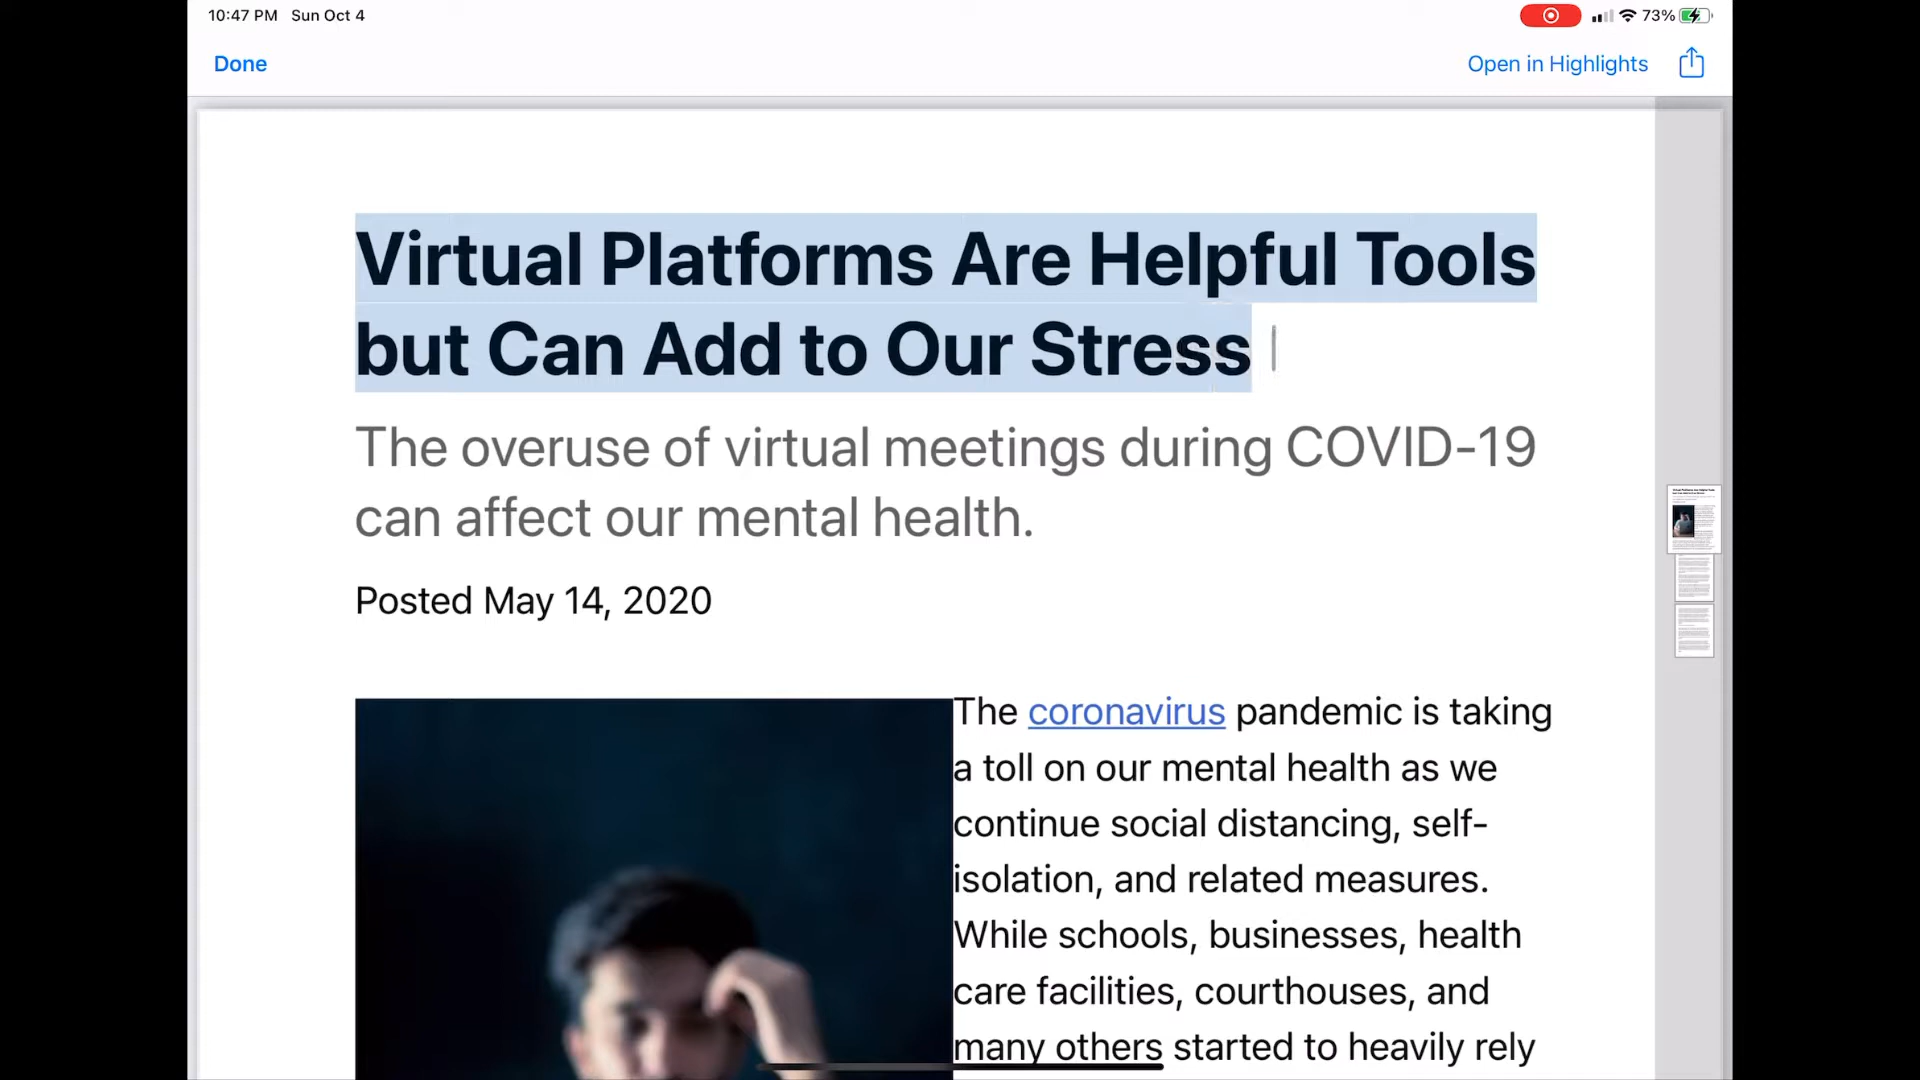 10:47 PM Sun Oct 4
73%
Done
Open in Highlights
Virtual Platforms Are Helpful Tools
but Can Add to Our Stress
The overuse of virtual meetings during COVID-19
can affect our mental health.
Posted May 14, 2020
The coronavirus pandemic is taking
a toll on our mental health as we
continue social distancing, self-
isolation, and related measures.
While schools, businesses, health
care facilities, courthouses, and
many others started to heavily rely